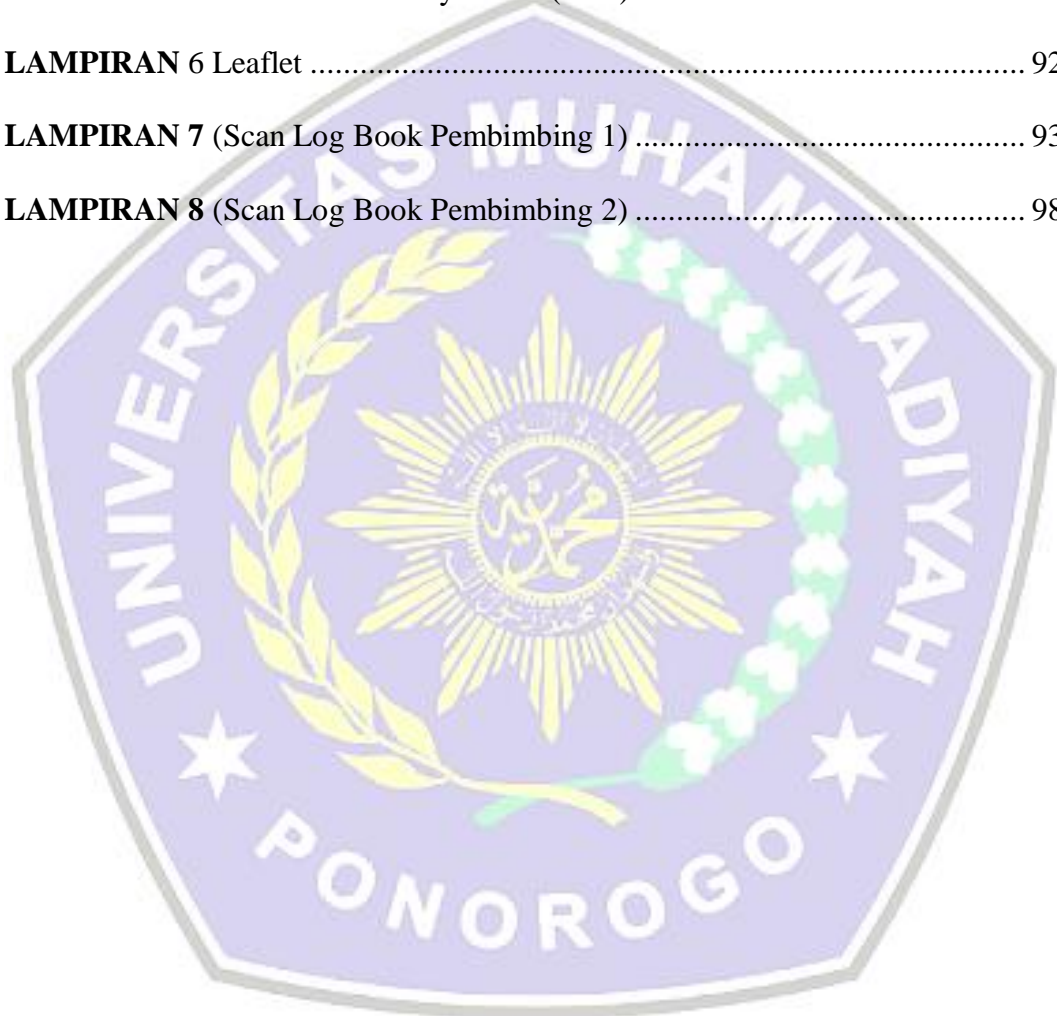 LAMPIRAN 6 Leaflet ........................................................................................ 92
LAMPIRAN 7 (Scan Log Book Pembimbing 1) ................................................ 93
LAMPIRAN 8 (Scan Log Book Pembimbing 2) ................................................ 98
UNIVERSITAS MUHAMMADIYAH
PONOROGO